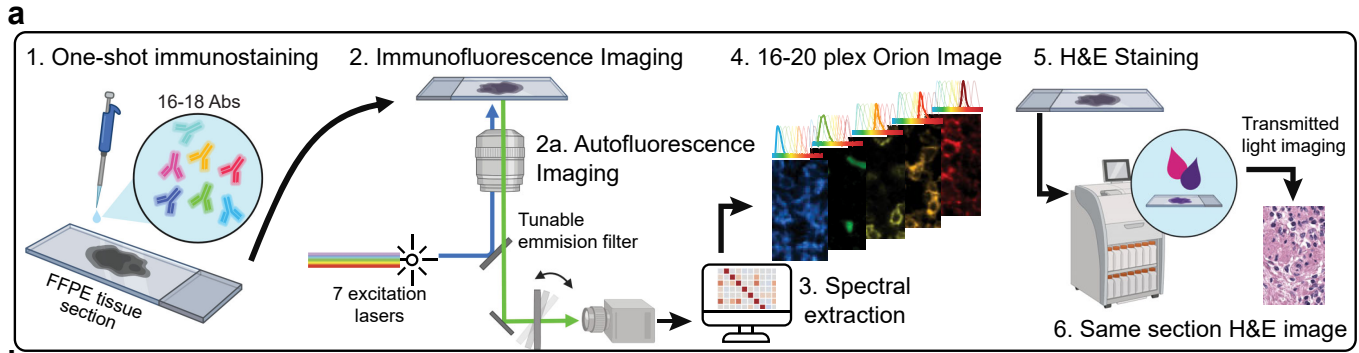 a
1. One-shot immunostaining
16-18 Abs
FFPE tissue
section
2. Immunofluorescence Imaging
2a. Autofluorescence
Imaging
Tunable
emmision filter
7 excitation
lasers
4. 16-20 plex Orion Image
3. Spectral
extraction
5. H&E Staining
Transmitted
light imaging
6. Same section H&E image